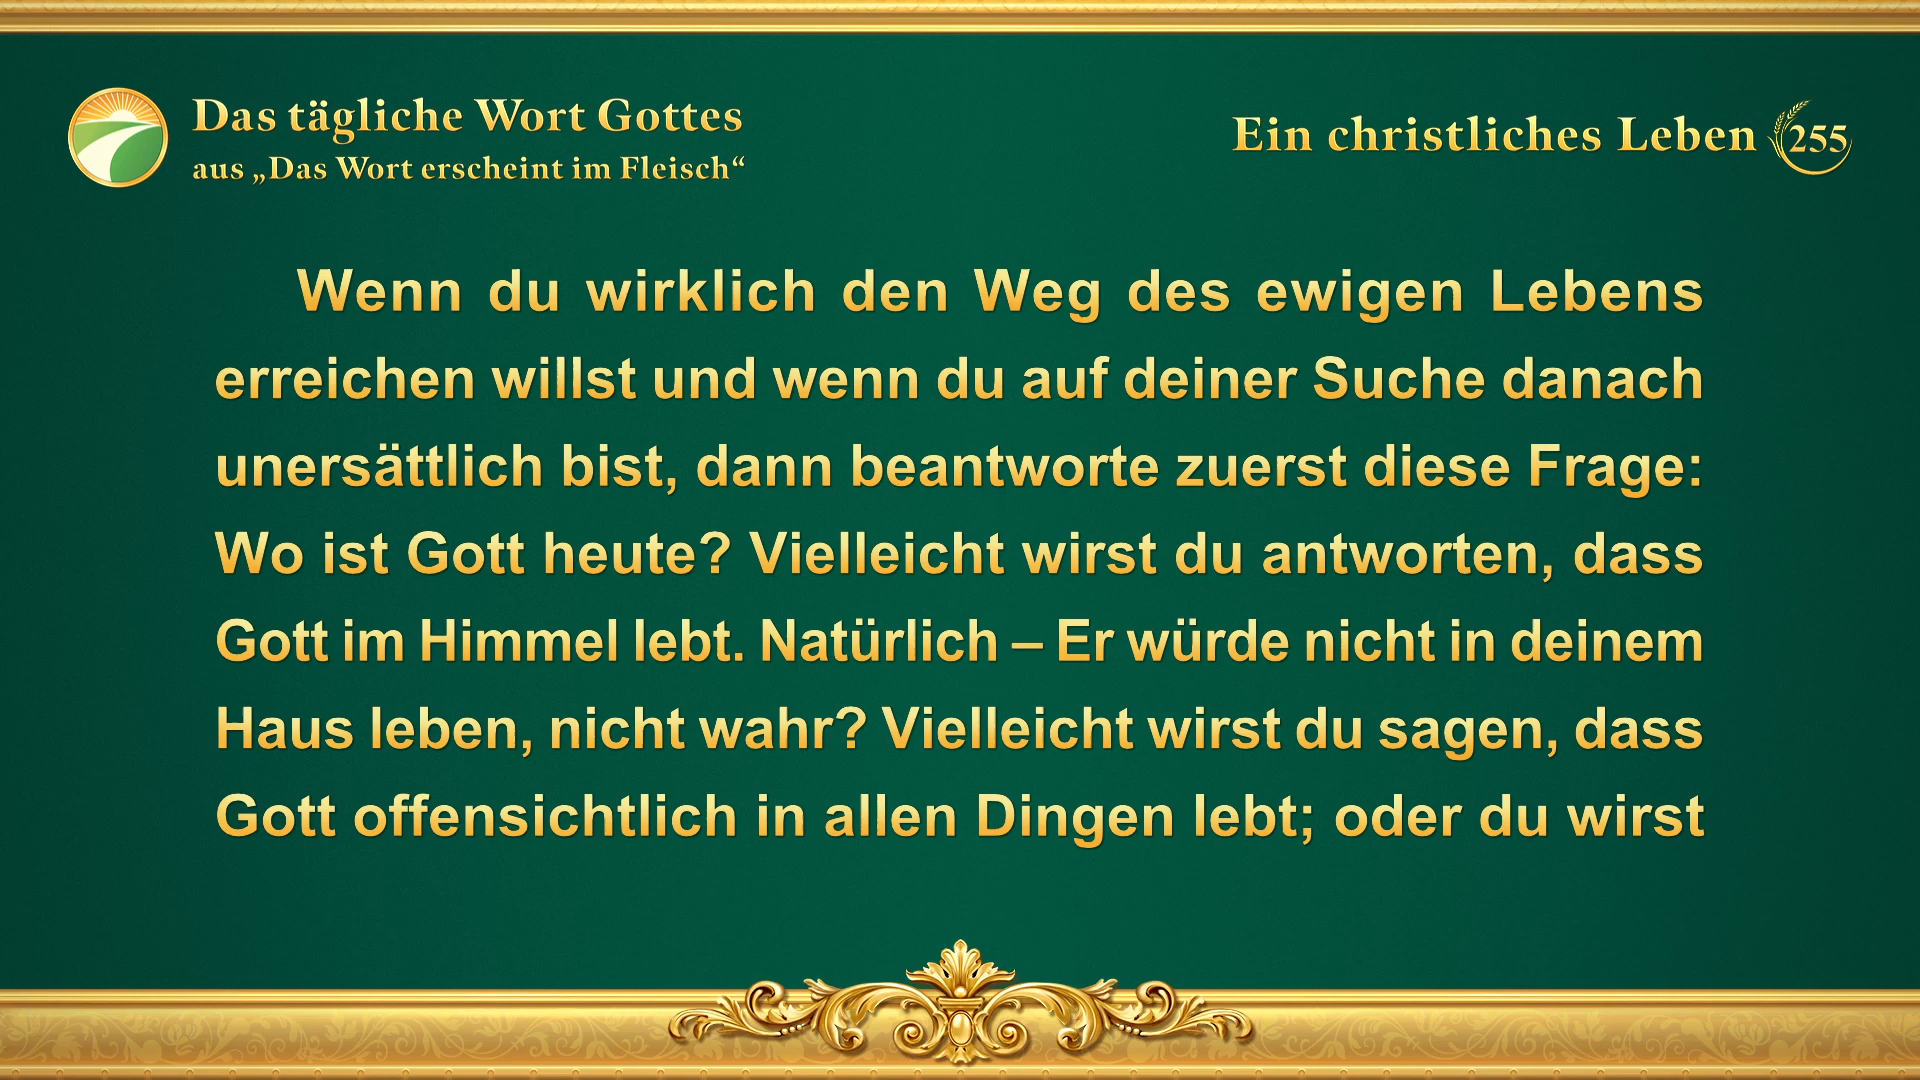 Das tägliche Wort Gottes
aus „Das Wort erscheint im Fleisch“
Ein christliches Leben 255
Wenn du wirklich den Weg des ewigen Lebens
erreichen willst und wenn du auf deiner Suche danach
unersättlich bist, dann beantworte zuerst diese Frage:
Wo ist Gott heute? Vielleicht wirst du antworten, dass
Gott im Himmel lebt. Natürlich – Er würde nicht in deinem
Haus leben, nicht wahr? Vielleicht wirst du sagen, dass
Gott offensichtlich in allen Dingen lebt; oder du wirst